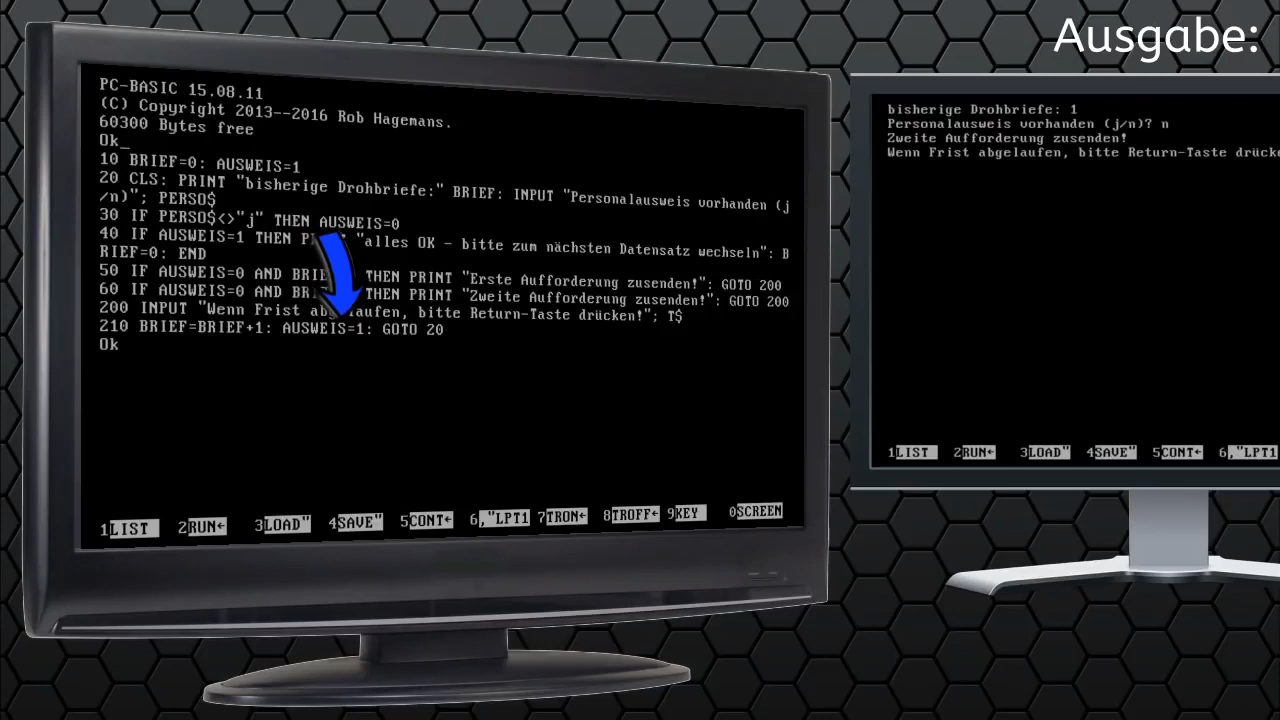 Ausgabe:
PC-BASIC 15.08.11
(C) Copyright 2013--2016 Rob Hagemans.
60300 Bytes free
Ok_
10 BRIEF=0: AUSWEIS=1
20 CLS: PRINT "bisherige Drohbriefe:" BRIEF: INPUT "Personalausweis vorhanden (j
/n)"; PERSO$
30 IF PERSO$<>"j" THEN AUSWEIS=0
40 IF AUSWEIS=1 THEN "alles OK - bitte zum nächsten Datensatz wechseln": B
RIEF=0: END
50 IF AUSWEIS=0 AND THEN PRINT "Erste Aufforderung zusenden!": GOTO 200
60 IF AUSWEIS=0 AND THEN PRINT "Zweite Aufforderung zusenden!": GOTO 200
200 INPUT "Wenn Frist abgelaufen, bitte Return-Taste drücken!"; T$
210 BRIEF=BRIEF+1: AUSWEIS=1: GOTO 20
Ok
1LIST 2RUN← 3LOAD" 4SAVE" 5CONT← 6,"LPT1 7TRON← 8TROFF← 9KEY 0SCREEN
bisherige Drohbriefe: 1
Personalausweis vorhanden (j/n)? n
Zweite Aufforderung zusenden!
Wenn Frist abgelaufen, bitte Return-Taste drücke
1LIST 2RUN← 3LOAD" 4SAVE" 5CONT← 6,"LPT1